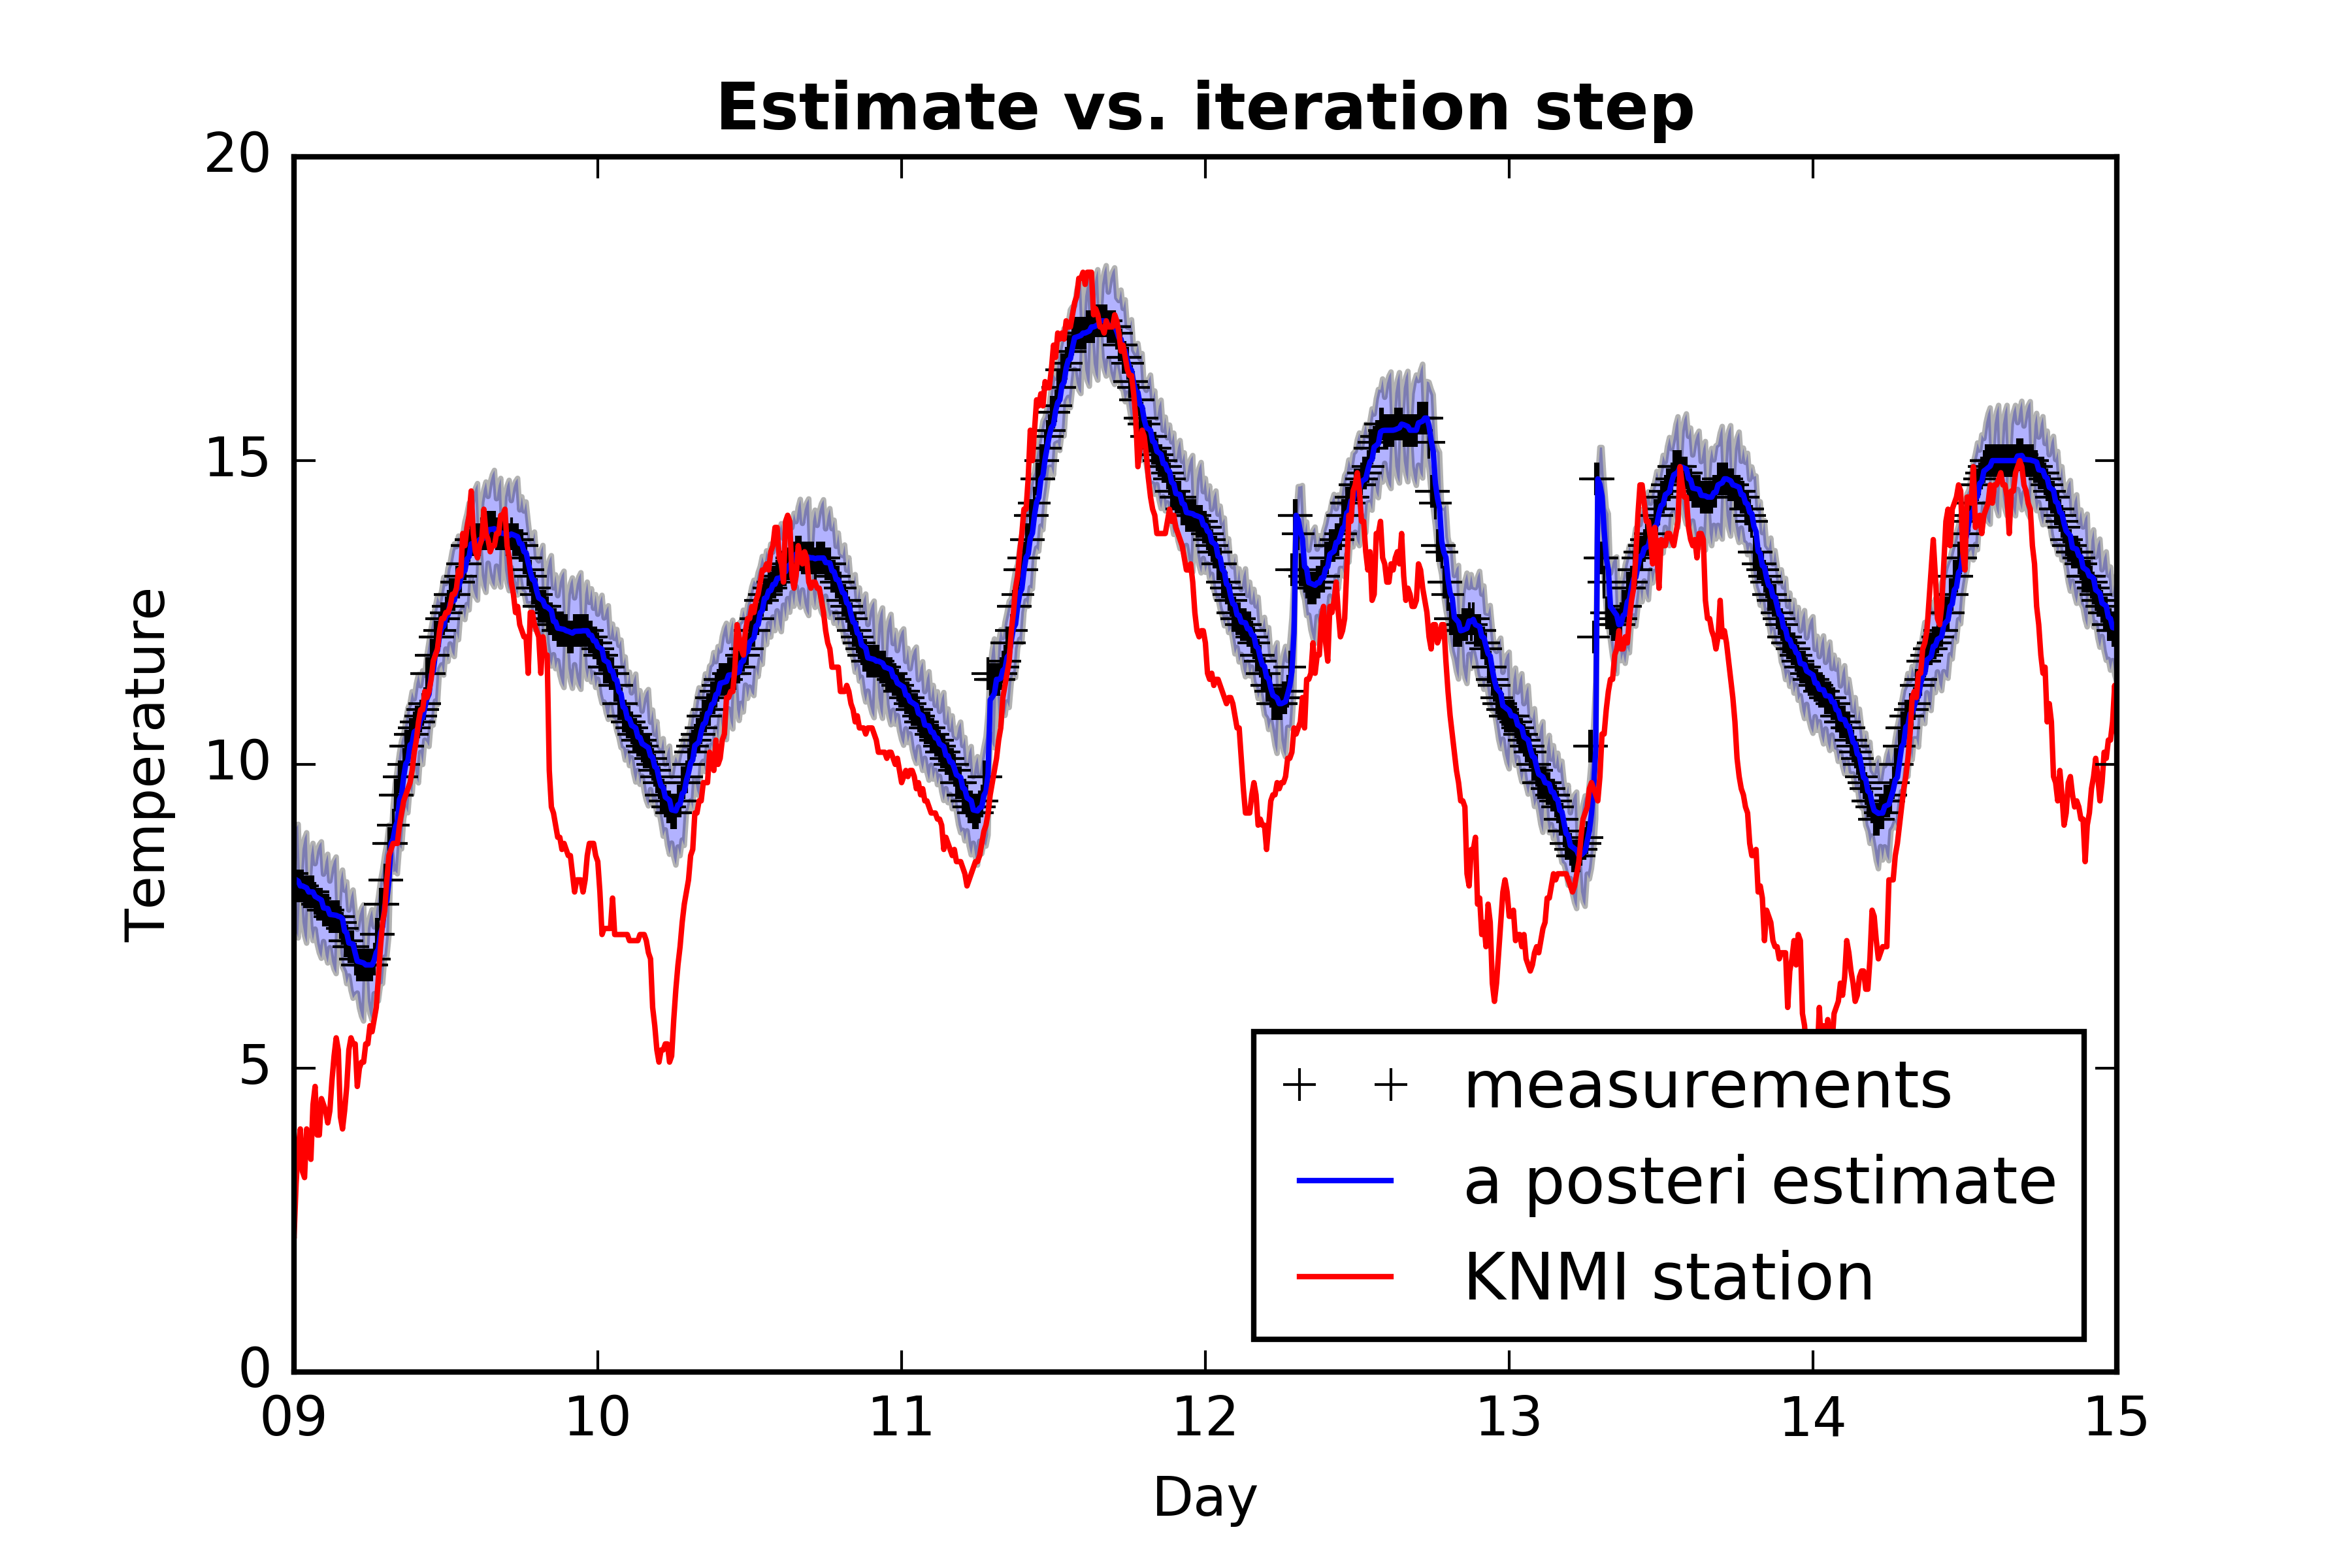 Estimate vs. iteration step
20
15
10
5
0
Temperature
09 10 11 12 13 14 15
Day
measurements
a posteri estimate
KNMI station